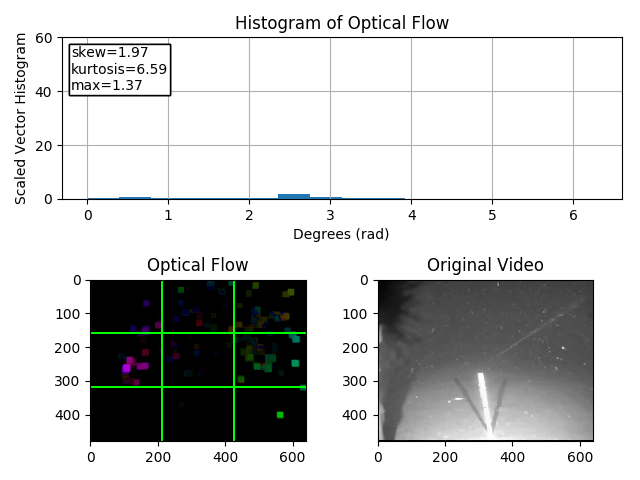 Histogram of Optical Flow
Scaled Vector Histogram
60
40
20
0
skew=1.97
kurtosis=6.59
max=1.37
0 1 2 3 4 5 6
Degrees (rad)
Optical Flow
0
100
200
300
400
0 200 400 600
Original Video
0
100
200
300
400
0 200 400 600